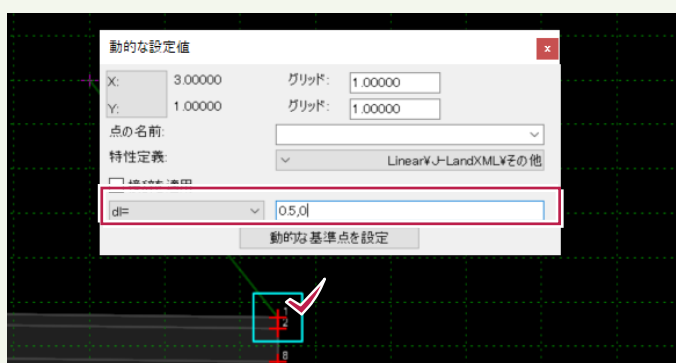 動的な設定値
x
X: 3.00000 グリッド: 1.00000
Y: 1.00000 グリッド: 1.00000
点の名前:
特性定義: Linear¥J-LandXML¥その他
dl= 0.5,0
動的な基準点を設定
1
2
8